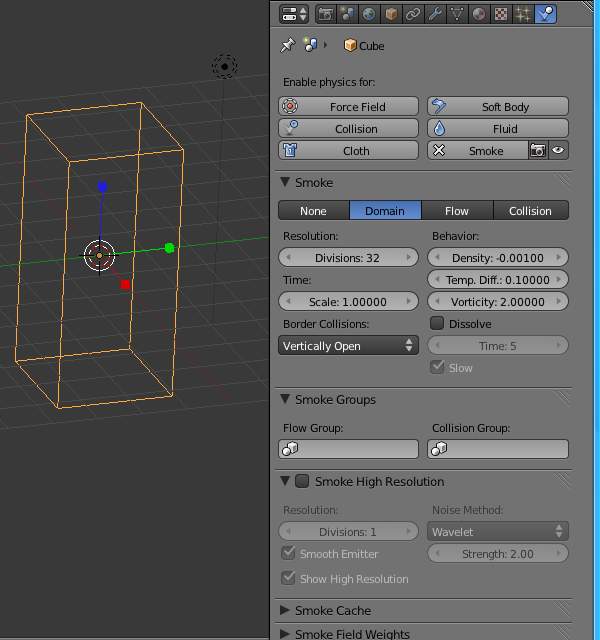 Cube
Enable physics for:
Force Field Soft Body
Collision Fluid
Cloth Smoke
Smoke
None Domain Flow Collision
Resolution: Behavior:
Divisions: 32 Density: -0.00100
Time: Temp. Diff.: 0.10000
Scale: 1.00000 Vorticity: 2.00000
Border Collisions: Dissolve
Vertically Open Time: 5
Slow
Smoke Groups
Flow Group: Collision Group:
Smoke High Resolution
Resolution: Noise Method:
Divisions: 1 Wavelet
Smooth Emitter Strength: 2.00
Show High Resolution
Smoke Cache
Smoke Field Weights